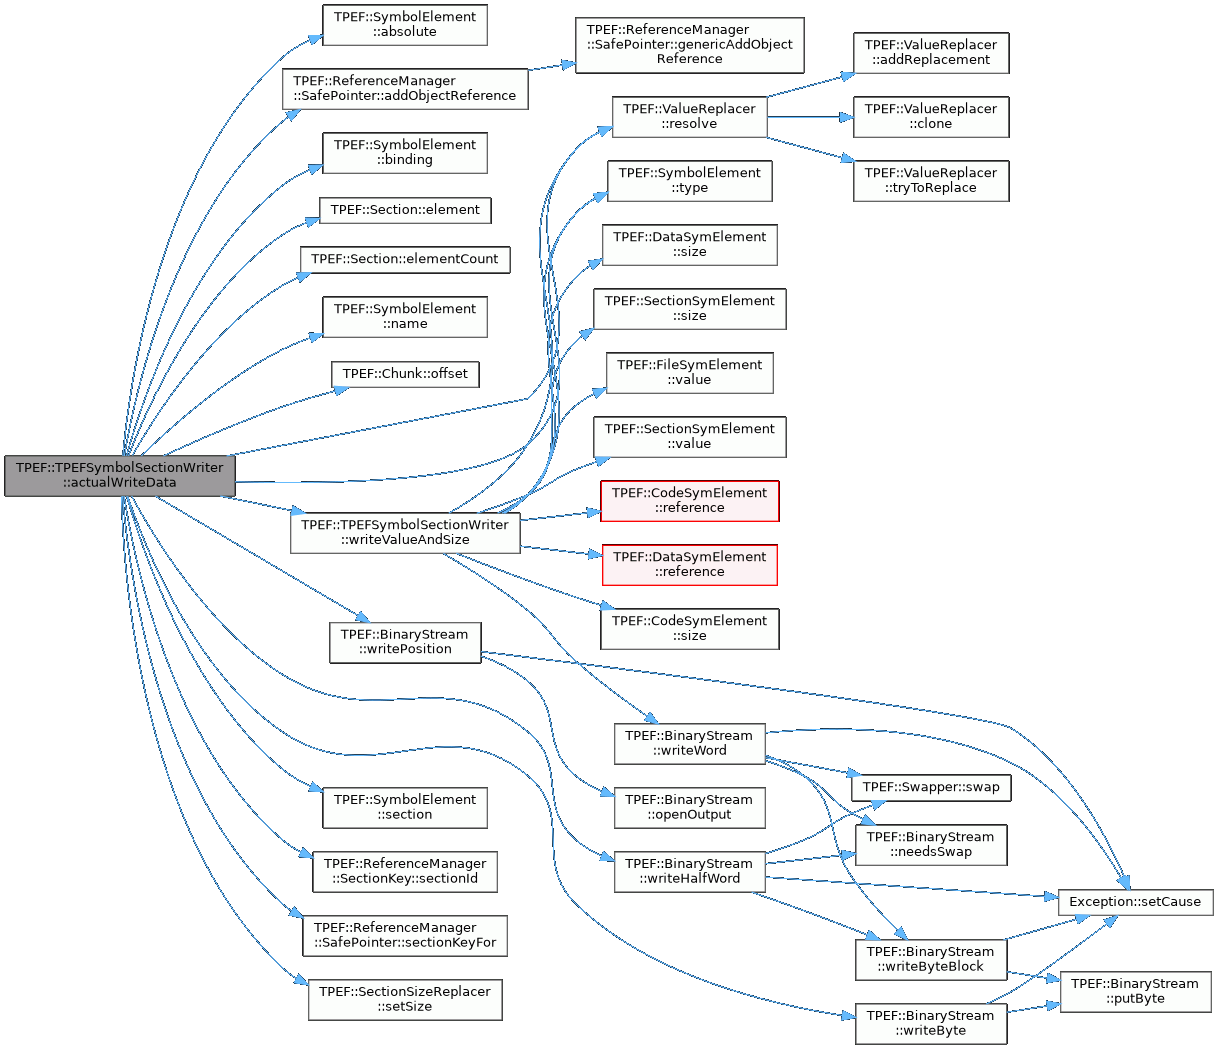 TPEF::SymbolElement
::absolute
TPEF::ReferenceManager
::SafePointer::addObjectReference
TPEF::SymbolElement
::binding
TPEF::Section::element
TPEF::Section::elementCount
TPEF::SymbolElement
::name
TPEF::Chunk::offset
TPEF::TPEFSymbolSectionWriter
::actualWriteData
TPEF::TPEFSymbolSectionWriter
::writeValueAndSize
TPEF::BinaryStream
::writePosition
TPEF::SymbolElement
::section
TPEF::ReferenceManager
::SectionKey::sectionId
TPEF::ReferenceManager
::SafePointer::sectionKeyFor
TPEF::SectionSizeReplacer
::setSize
TPEF::ReferenceManager
::SafePointer::genericAddObject
Reference
TPEF::ValueReplacer
::resolve
TPEF::SymbolElement
::type
TPEF::DataSymElement
::size
TPEF::SectionSymElement
::size
TPEF::FileSymElement
::value
TPEF::SectionSymElement
::value
TPEF::CodeSymElement
::reference
TPEF::DataSymElement
::reference
TPEF::CodeSymElement
::size
TPEF::BinaryStream
::writeWord
TPEF::BinaryStream
::openOutput
TPEF::BinaryStream
::writeHalfWord
TPEF::ValueReplacer
::addReplacement
TPEF::ValueReplacer
::clone
TPEF::ValueReplacer
::tryToReplace
TPEF::Swapper::swap
TPEF::BinaryStream
::needsSwap
Exception::setCause
TPEF::BinaryStream
::writeByteBlock
TPEF::BinaryStream
::putByte
TPEF::BinaryStream
::writeByte